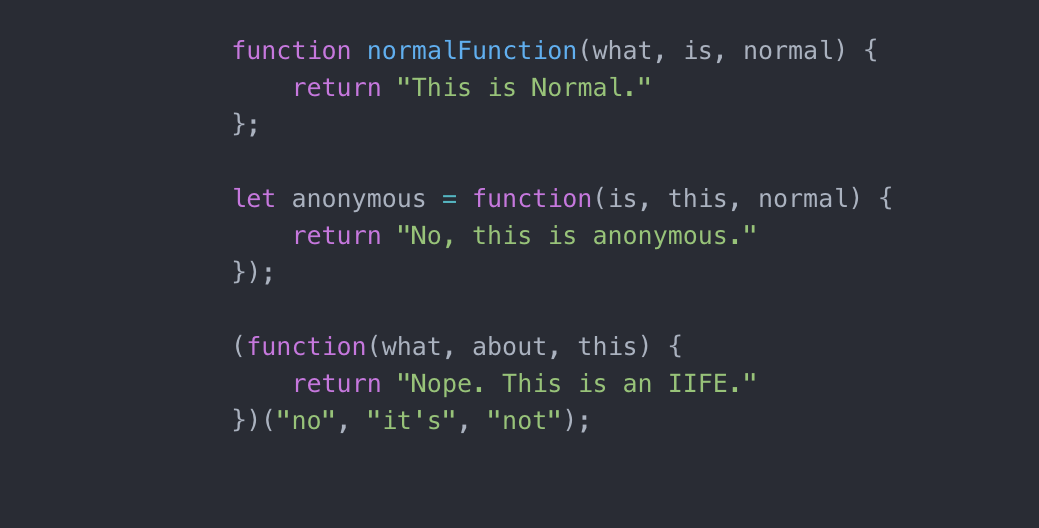 function normalFunction(what, is, normal) {
    return "This is Normal."
};

let anonymous = function(is, this, normal) {
    return "No, this is anonymous."
});

(function(what, about, this) {
    return "Nope. This is an IIFE."
})("no", "it's", "not");